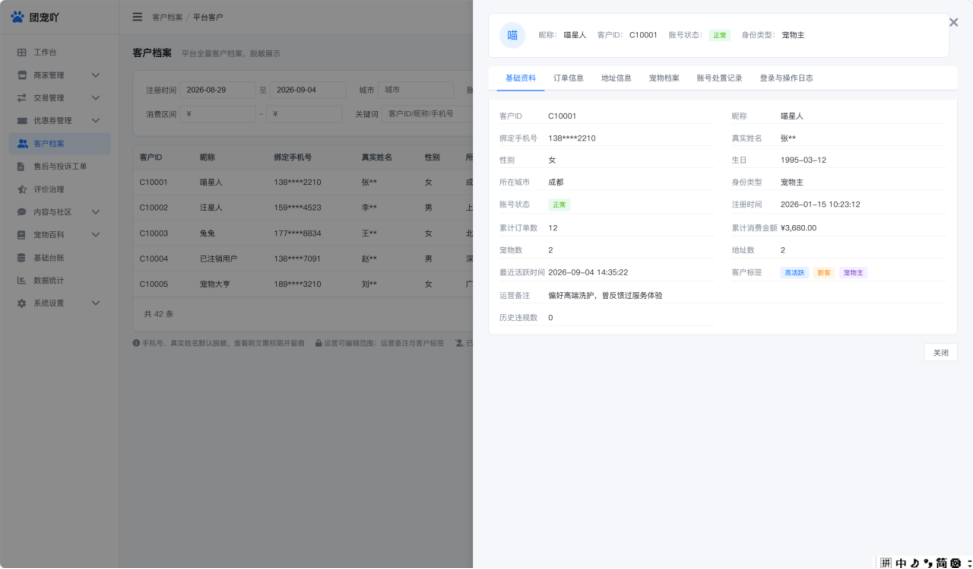 团宠吖
客户档案 / 平台客户
工作台
商家管理
交易管理
优惠券管理
客户档案
售后与投诉工单
评价治理
内容与社区
宠物百科
基础台账
数据统计
系统设置
客户档案 平台全量客户档案，脱敏展示
注册时间 2026-08-29 至 2026-09-04 城市 城市
消费区间 ¥ - ¥ 关键词 客户ID/昵称/手机号
客户ID 昵称 绑定手机号 真实姓名 性别
C10001 喵星人 138****2210 张** 女
C10002 汪星人 159****4523 李** 男 上
C10003 兔兔 177****8834 王** 女 北
C10004 已注销用户 136****7091 赵** 男 深
C10005 宠物大亨 189****3210 刘** 女 广
共 42 条
手机号、真实姓名默认脱敏，查看明文需权限并留痕 运营可编辑范围：运营备注与客户标签
喵 昵称： 喵星人 客户ID： C10001 账号状态： 正常 身份类型： 宠物主
基础资料 订单信息 地址信息 宠物档案 账号处置记录 登录与操作日志
客户ID C10001 昵称 喵星人
绑定手机号 138****2210 真实姓名 张**
性别 女 生日 1995-03-12
所在城市 成都 身份类型 宠物主
账号状态 正常 注册时间 2026-01-15 10:23:12
累计订单数 12 累计消费金额 ¥3,680.00
宠物数 2 地址数 2
最近活跃时间 2026-09-04 14:35:22 客户标签 高活跃 新客 宠物主
运营备注 偏好高端洗护，曾反馈过服务体验
历史违规数 0
关闭
拼 中 简